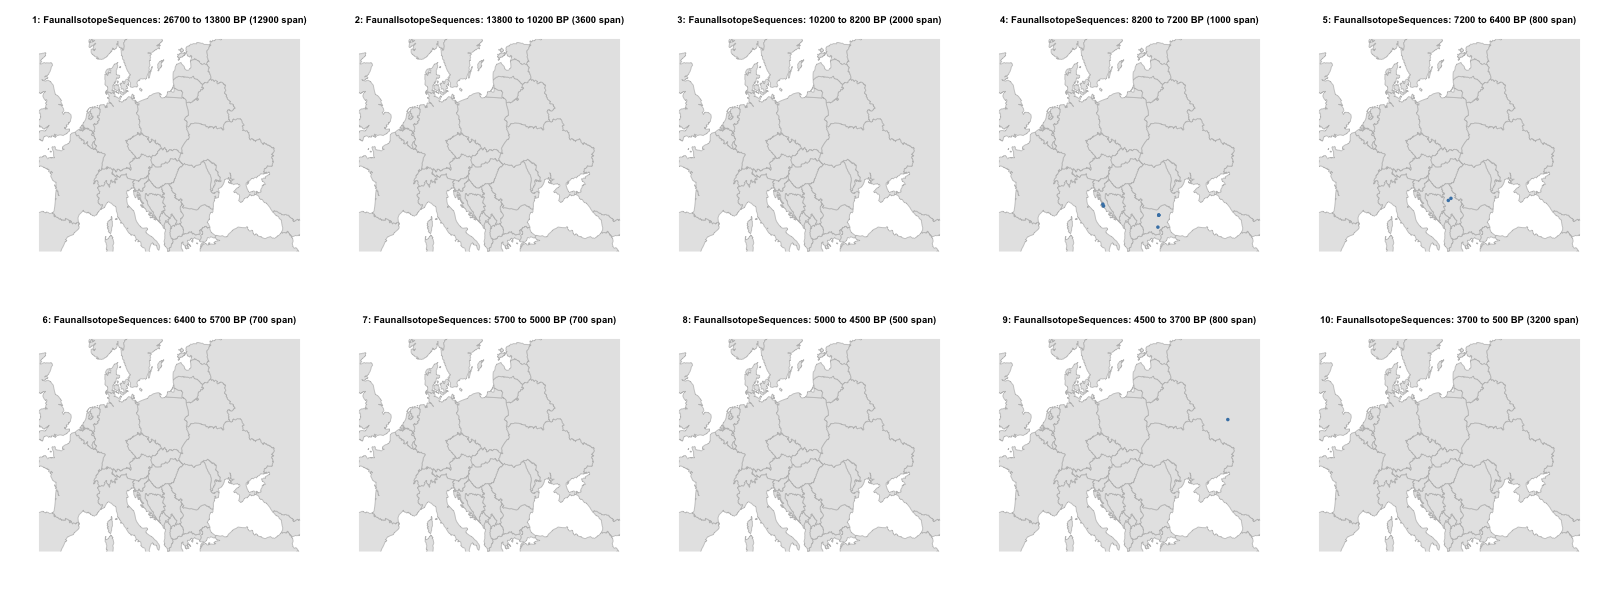 1: FaunalIsotopeSequences: 26700 to 13800 BP (12900 span)
2: FaunalIsotopeSequences: 13800 to 10200 BP (3600 span)
3: FaunalIsotopeSequences: 10200 to 8200 BP (2000 span)
4: FaunalIsotopeSequences: 8200 to 7200 BP (1000 span)
5: FaunalIsotopeSequences: 7200 to 6400 BP (800 span)
6: FaunalIsotopeSequences: 6400 to 5700 BP (700 span)
7: FaunalIsotopeSequences: 5700 to 5000 BP (700 span)
8: FaunalIsotopeSequences: 5000 to 4500 BP (500 span)
9: FaunalIsotopeSequences: 4500 to 3700 BP (800 span)
10: FaunalIsotopeSequences: 3700 to 500 BP (3200 span)